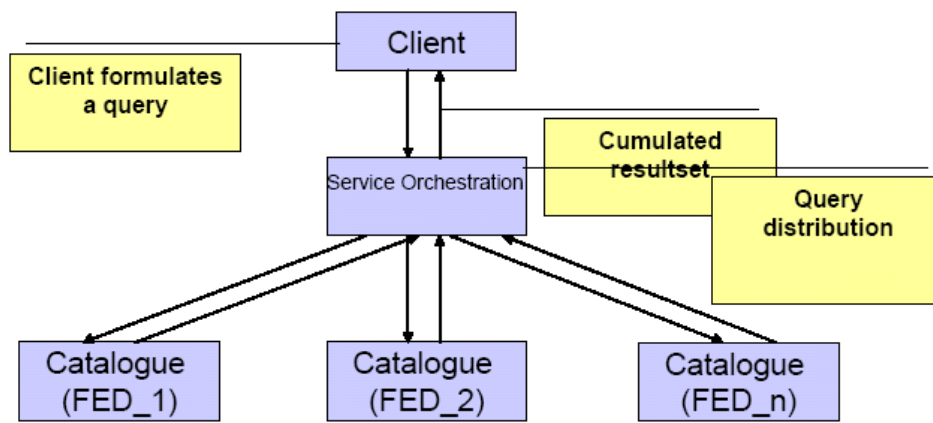 Client
Client formulates
a query
Cumulated
resultset
Service Orchestration
Query
distribution
Catalogue
(FED_1)
Catalogue
(FED_2)
Catalogue
(FED_n)